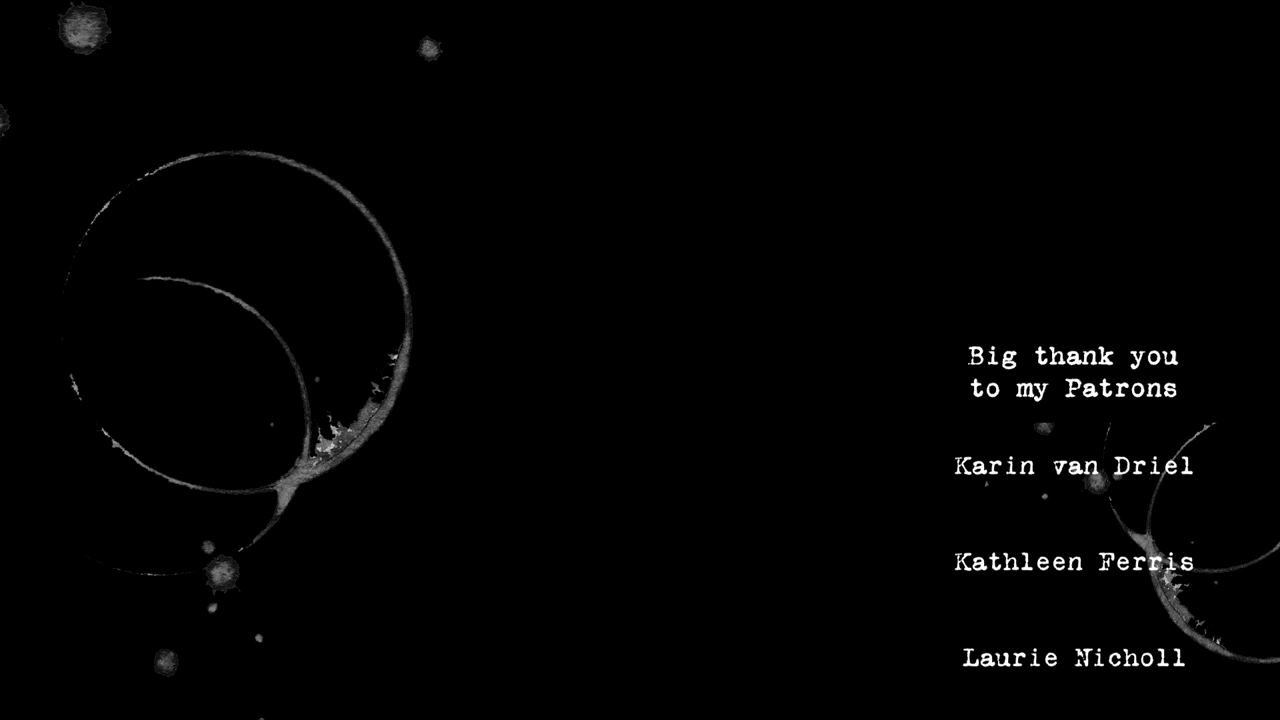 Big thank you
to my Patrons
Karin van Driel
Kathleen Ferris
Laurie Nicholl